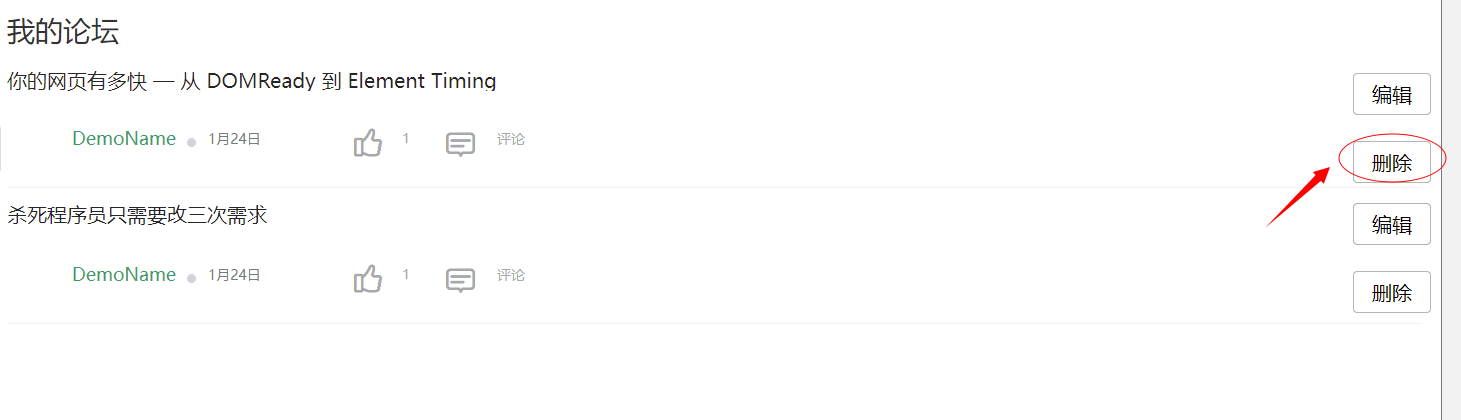 我的论坛
你的网页有多快 — 从 DOMReady 到 Element Timing
编辑
DemoName 1月24日 1 评论
删除
杀死程序员只需要改三次需求
编辑
DemoName 1月24日 1 评论
删除